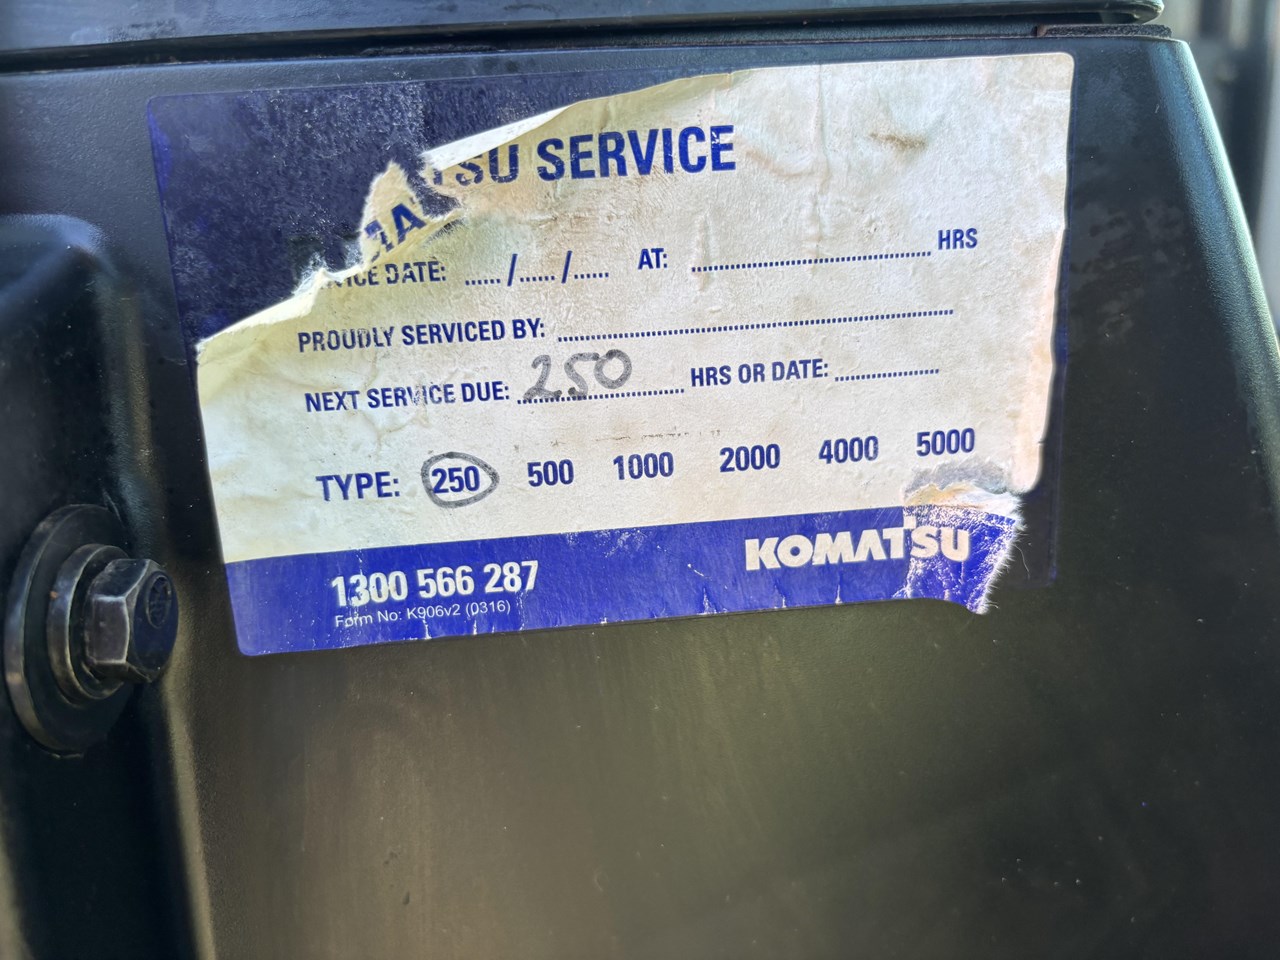 SU SERVICE
DATE: ....../....../...... AT: ........................................ HRS
PROUDLY SERVICED BY: ....................................................................
NEXT SERVICE DUE: 250 HRS OR DATE: ..................
TYPE: 250 500 1000 2000 4000 5000
1300 566 287 KOMATSU
Form No: K906v2 (0316)